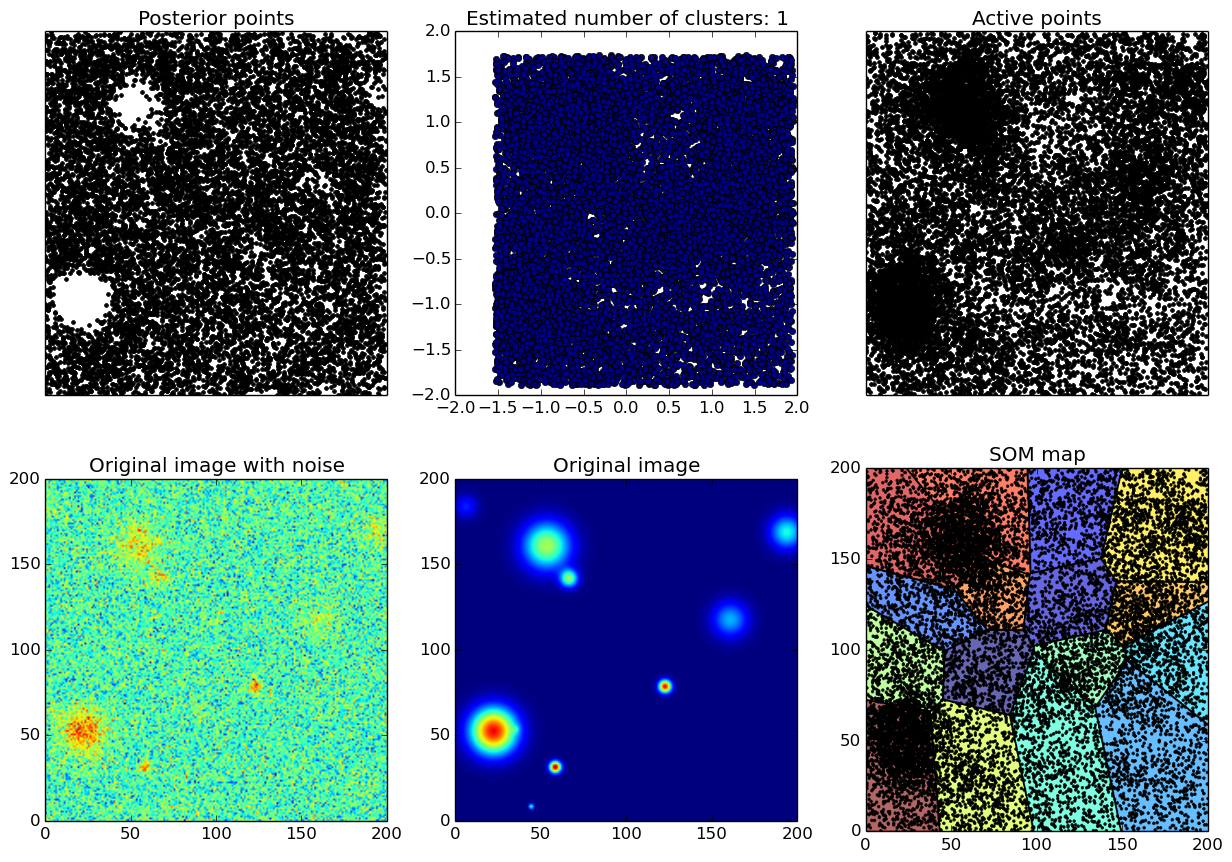 Posterior points
Estimated number of clusters: 1
Active points
2.0
1.5
1.0
0.5
0.0
−0.5
−1.0
−1.5
−2.0
−2.0 −1.5 −1.0 −0.5 0.0 0.5 1.0 1.5 2.0
Original image with noise
Original image
SOM map
200
150
100
50
0
0 50 100 150 200
200
150
100
50
0
0 50 100 150 200
200
150
100
50
0
0 50 100 150 200